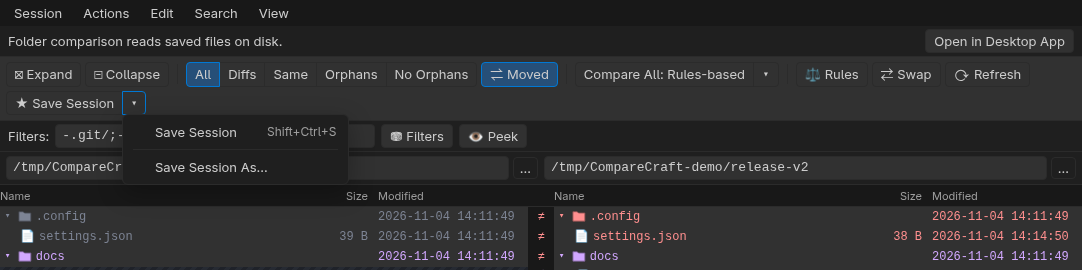 Session Actions Edit Search View
Folder comparison reads saved files on disk. Open in Desktop App
Expand Collapse All Diffs Same Orphans No Orphans ⇌ Moved Compare All: Rules-based ▾ ⚖️ Rules ⇄ Swap Refresh
★ Save Session ▾
Filters: -.git/;- Filters Peek
Save Session Shift+Ctrl+S
Save Session As...
/tmp/CompareCr ... /tmp/CompareCraft-demo/release-v2 ...
Name Size Modified Name Size Modified
.config 2026-11-04 14:11:49 ≠ .config 2026-11-04 14:11:49
settings.json 39 B 2026-11-04 14:11:49 ≠ settings.json 38 B 2026-11-04 14:14:50
docs 2026-11-04 14:11:49 ≠ docs 2026-11-04 14:11:49